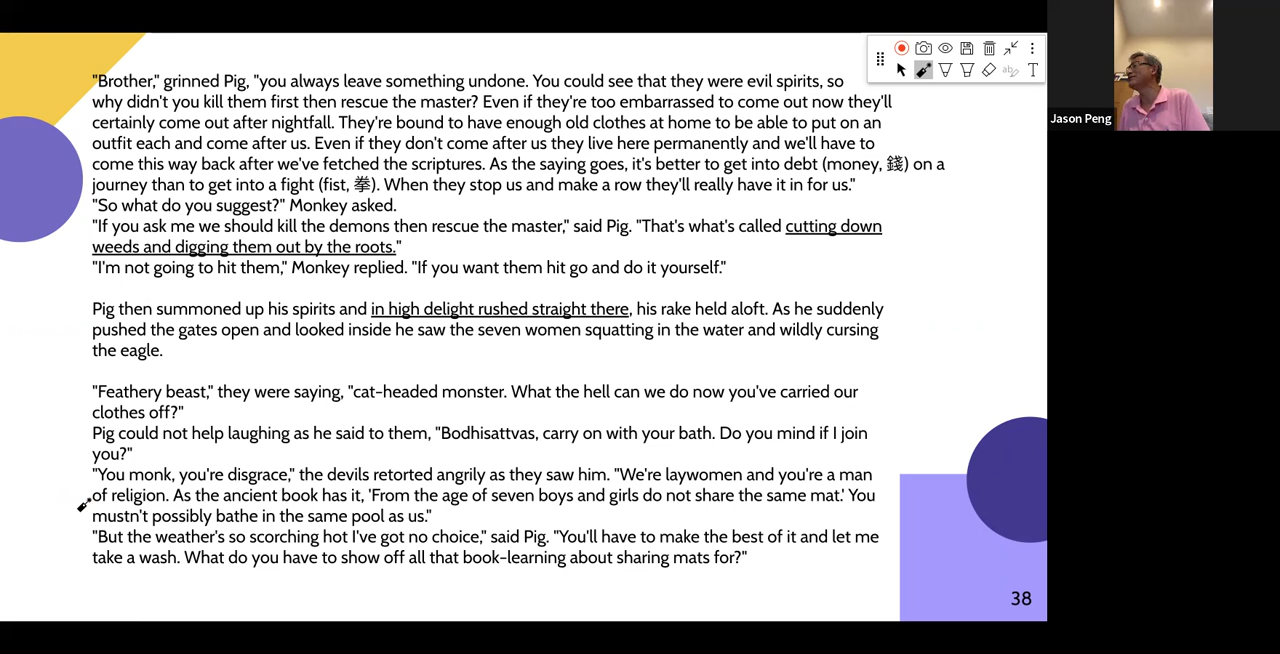 "Brother," grinned Pig, "you always leave something undone. You could see that they were evil spirits, so
why didn't you kill them first then rescue the master? Even if they're too embarrassed to come out now they'll
certainly come out after nightfall. They're bound to have enough old clothes at home to be able to put on an
outfit each and come after us. Even if they don't come after us they live here permanently and we'll have to
come this way back after we've fetched the scriptures. As the saying goes, it's better to get into debt (money, 錢) on a
journey than to get into a fight (fist, 拳). When they stop us and make a row they'll really have it in for us."
"So what do you suggest?" Monkey asked.
"If you ask me we should kill the demons then rescue the master," said Pig. "That's what's called cutting down
weeds and digging them out by the roots."
"I'm not going to hit them," Monkey replied. "If you want them hit go and do it yourself."
Pig then summoned up his spirits and in high delight rushed straight there, his rake held aloft. As he suddenly
pushed the gates open and looked inside he saw the seven women squatting in the water and wildly cursing
the eagle.
"Feathery beast," they were saying, "cat-headed monster. What the hell can we do now you've carried our
clothes off?"
Pig could not help laughing as he said to them, "Bodhisattvas, carry on with your bath. Do you mind if I join
you?"
"You monk, you're disgrace," the devils retorted angrily as they saw him. "We're laywomen and you're a man
of religion. As the ancient book has it, 'From the age of seven boys and girls do not share the same mat.' You
mustn't possibly bathe in the same pool as us."
"But the weather's so scorching hot I've got no choice," said Pig. "You'll have to make the best of it and let me
take a wash. What do you have to show off all that book-learning about sharing mats for?"
38
ab
T
Jason Peng